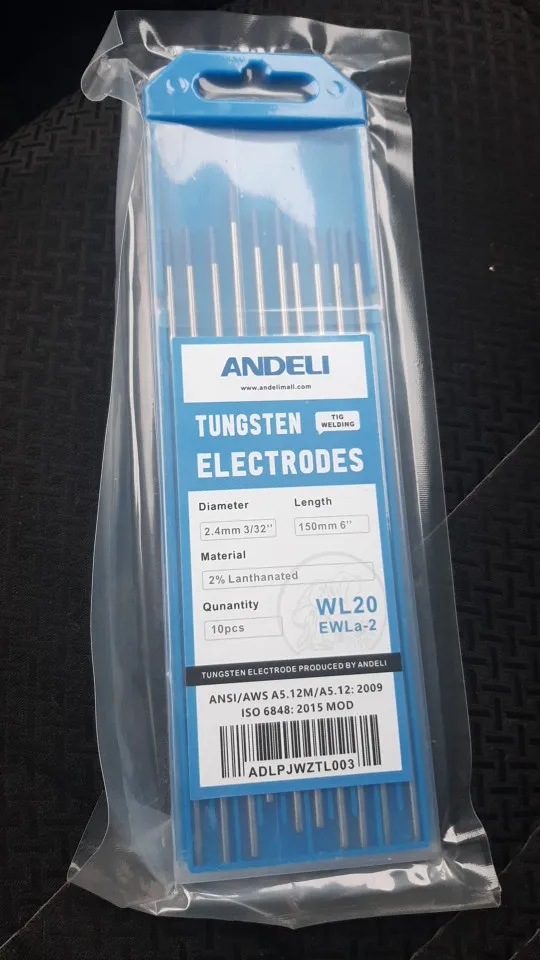 ANDELI
www.andelimall.com
TUNGSTEN TIG WELDING
ELECTRODES
Diameter Length
2.4mm 3/32'' 150mm 6''
Material
2% Lanthanated
Qunantity
10pcs
WL20
EWLa-2
TUNGSTEN ELECTRODE PRODUCED BY ANDELI
ANSI/AWS A5.12M/A5.12: 2009
ISO 6848: 2015 MOD
ADLPJWZTL003